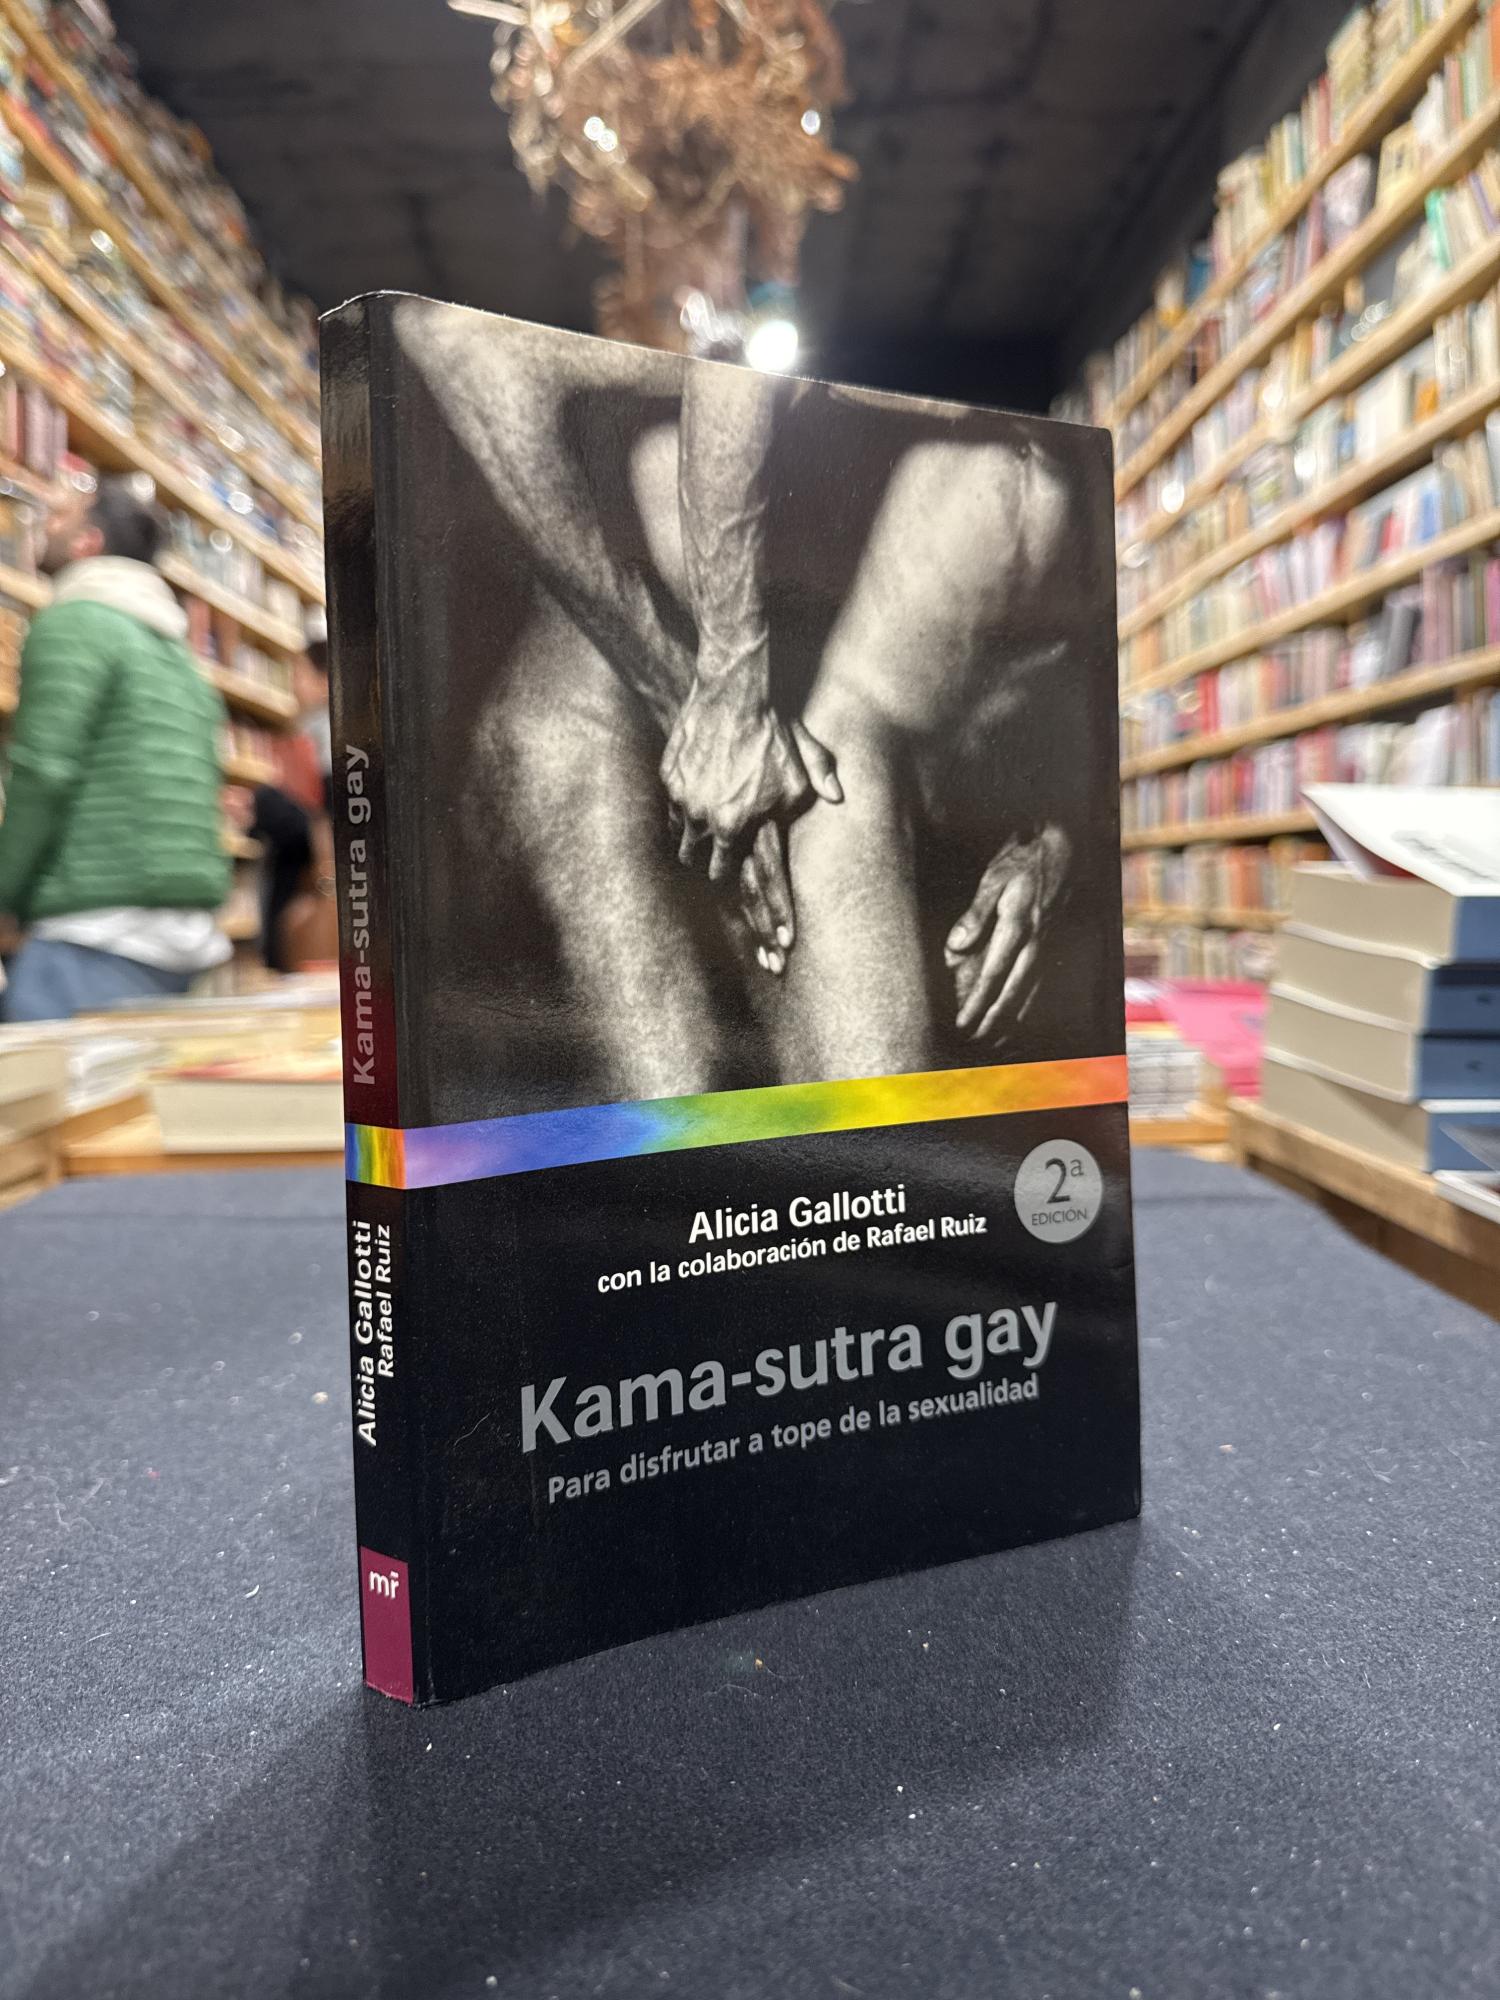 Kama-sutra gay
Alicia Gallotti
Rafael Ruiz
mr
Alicia Gallotti
con la colaboración de Rafael Ruiz
2ª
EDICIÓN
Kama-sutra gay
Para disfrutar a tope de la sexualidad